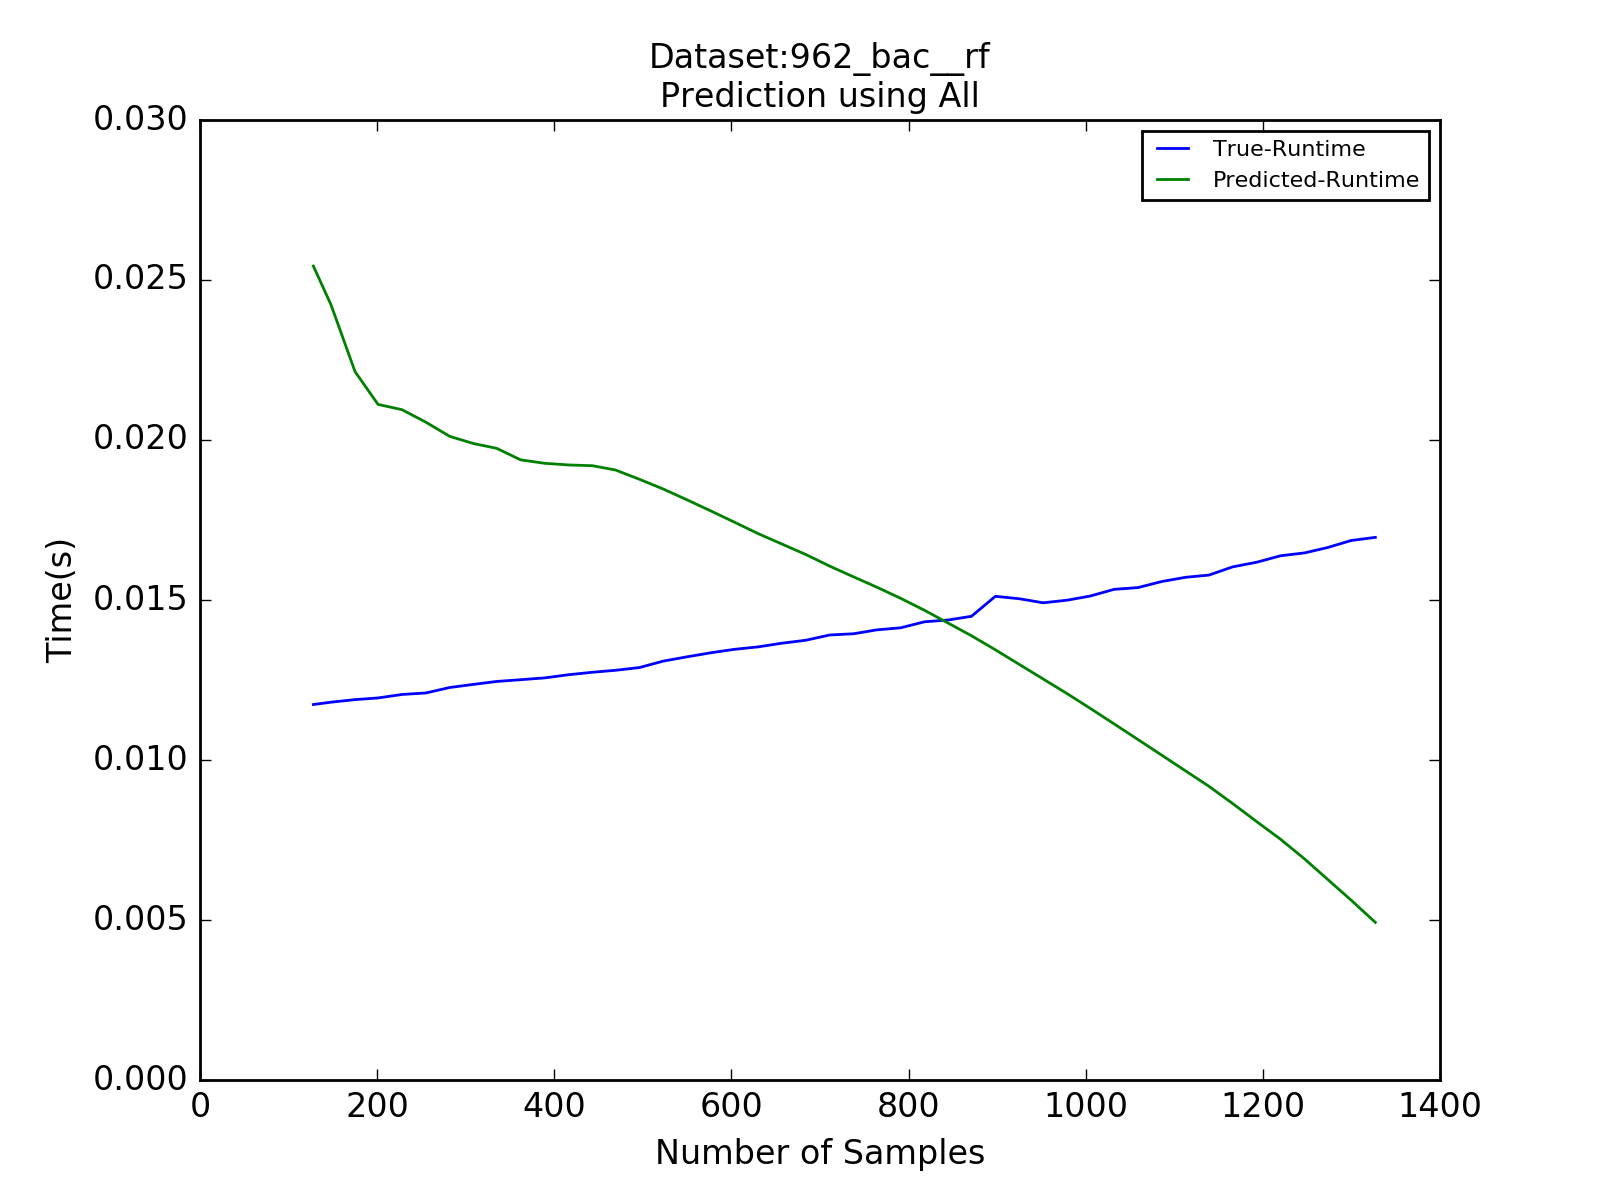 Dataset:962_bac__rf
Prediction using All
0.030
0.025
0.020
0.015
0.010
0.005
0.000
Time(s)
True-Runtime
Predicted-Runtime
0 200 400 600 800 1000 1200 1400
Number of Samples